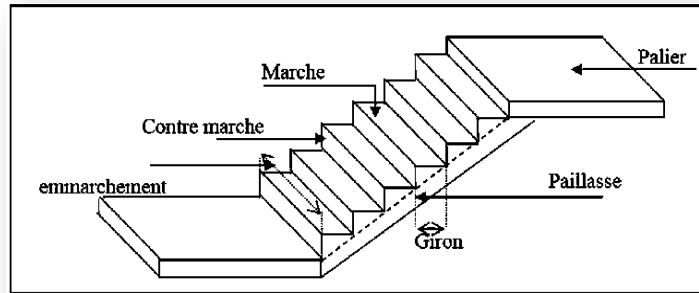 Marche
Palier
Contre marche
emmarchement
Paillasse
Giron